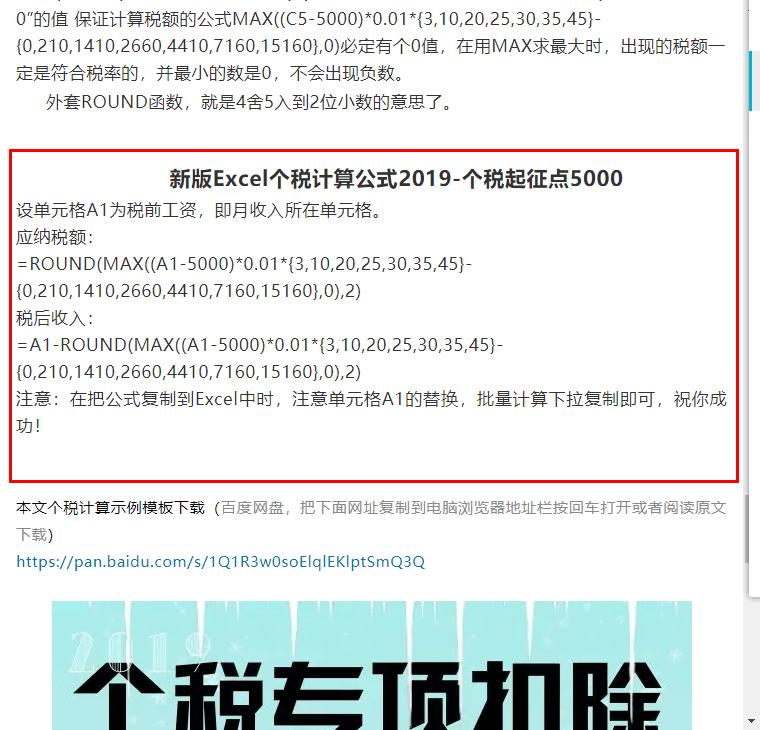 0”的值 保证计算税额的公式MAX((C5-5000)*0.01*{3,10,20,25,30,35,45}-
{0,210,1410,2660,4410,7160,15160},0)必定有个0值，在用MAX求最大时，出现的税额一
定是符合税率的，并最小的数是0，不会出现负数。
外套ROUND函数，就是4舍5入到2位小数的意思了。
新版Excel个税计算公式2019-个税起征点5000
设单元格A1为税前工资，即月收入所在单元格。
应纳税额：
=ROUND(MAX((A1-5000)*0.01*{3,10,20,25,30,35,45}-
{0,210,1410,2660,4410,7160,15160},0),2)
税后收入：
=A1-ROUND(MAX((A1-5000)*0.01*{3,10,20,25,30,35,45}-
{0,210,1410,2660,4410,7160,15160},0),2)
注意：在把公式复制到Excel中时，注意单元格A1的替换，批量计算下拉复制即可，祝你成
功！
本文个税计算示例模板下载（百度网盘，把下面网址复制到电脑浏览器地址栏按回车打开或者阅读原文
下载）
https://pan.baidu.com/s/1Q1R3w0soElqlEKlptSmQ3Q
2019
个税专项扣除